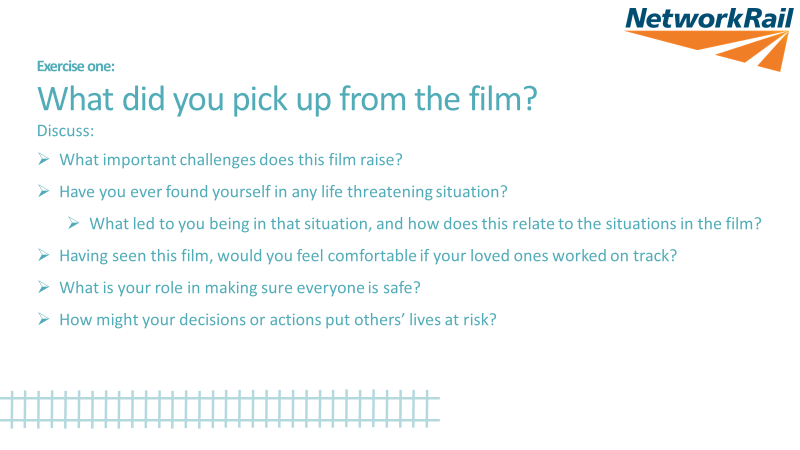 NetworkRail
Exercise one:
What did you pick up from the film?
Discuss:
What important challenges does this film raise?
Have you ever found yourself in any life threatening situation?
What led to you being in that situation, and how does this relate to the situations in the film?
Having seen this film, would you feel comfortable if your loved ones worked on track?
What is your role in making sure everyone is safe?
How might your decisions or actions put others’ lives at risk?